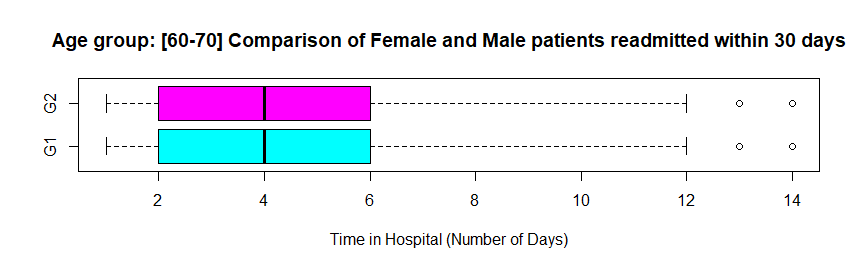 Age group: [60-70] Comparison of Female and Male patients readmitted within 30 days
G2
G1
2 4 6 8 10 12 14
Time in Hospital (Number of Days)